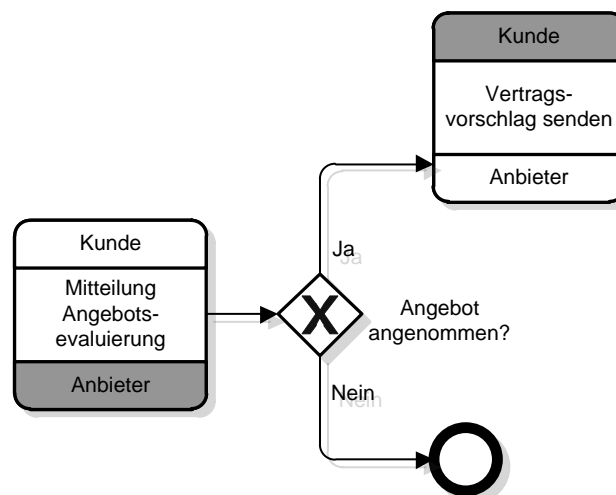 Kunde
Vertrags-
vorschlag senden
Anbieter
Kunde
Mitteilung
Angebots-
evaluierung
Anbieter
Ja
X
Angebot
angenommen?
Nein